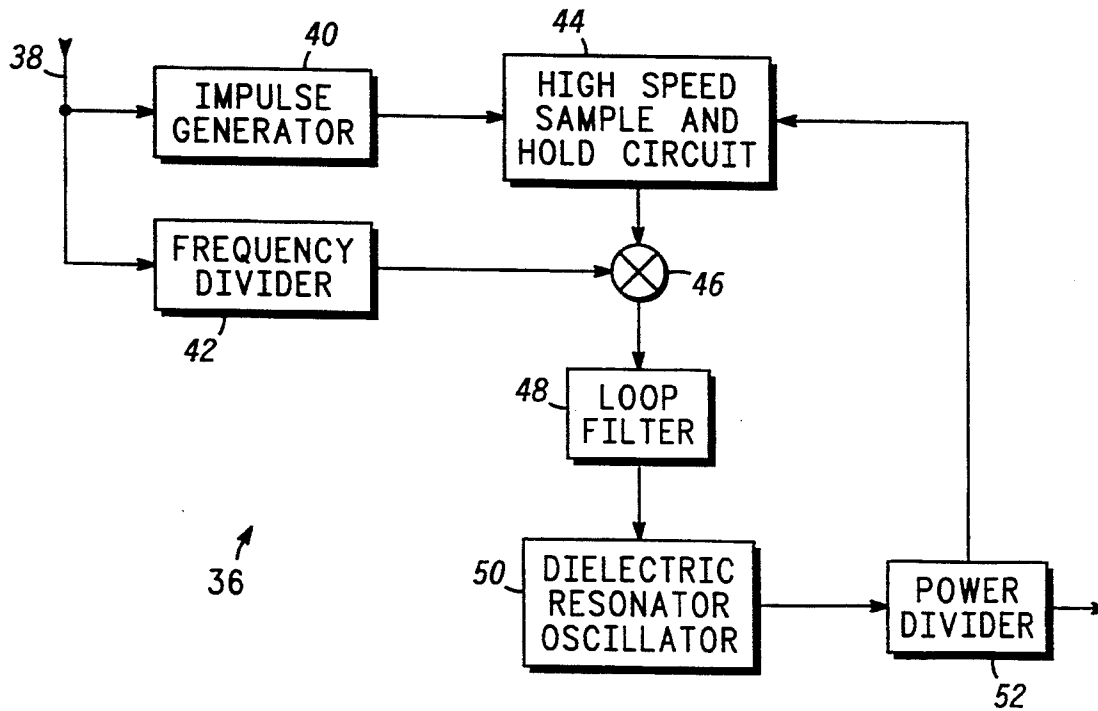 38
40
IMPULSE
GENERATOR
44
HIGH SPEED
SAMPLE AND
HOLD CIRCUIT
FREQUENCY
DIVIDER
42
46
48
LOOP
FILTER
36
50
DIELECTRIC
RESONATOR
OSCILLATOR
POWER
DIVIDER
52